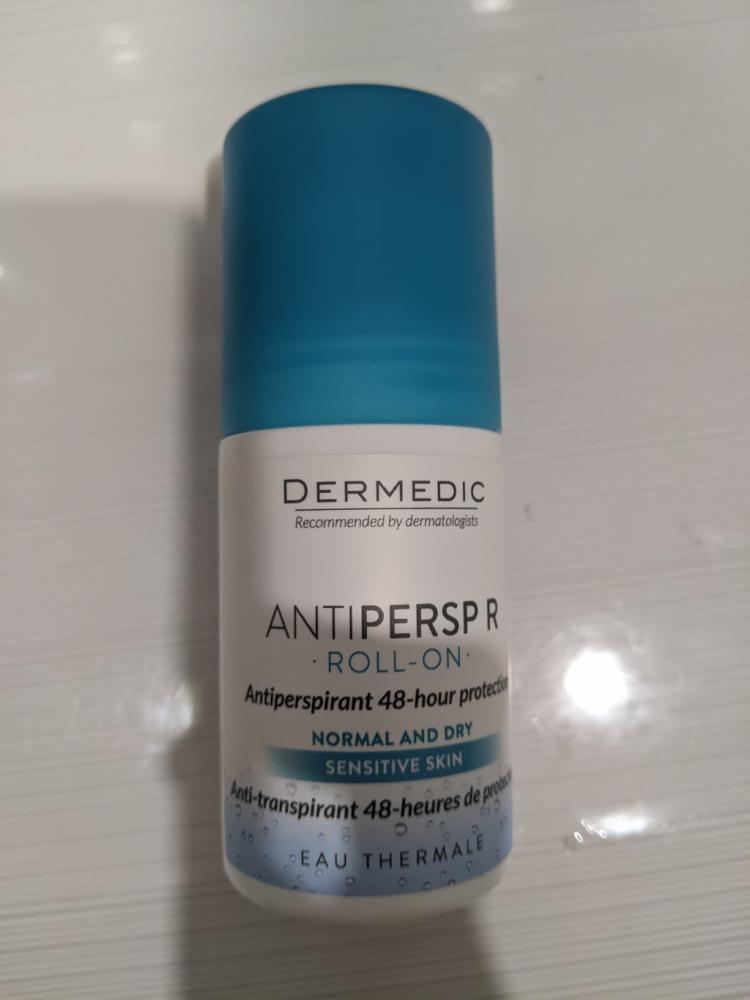 DERMEDIC
Recommended by dermatologists
ANTIPERSP R
·ROLL-ON·
Antiperspirant 48-hour protection
NORMAL AND DRY
SENSITIVE SKIN
Anti-transpirant 48-heures de
EAU THERMALE